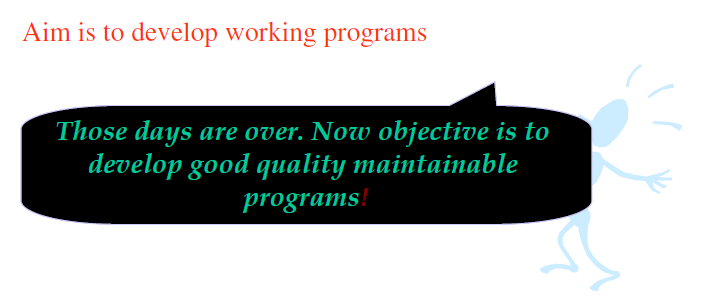 Aim is to develop working programs
Those days are over. Now objective is to
develop good quality maintainable
programs!